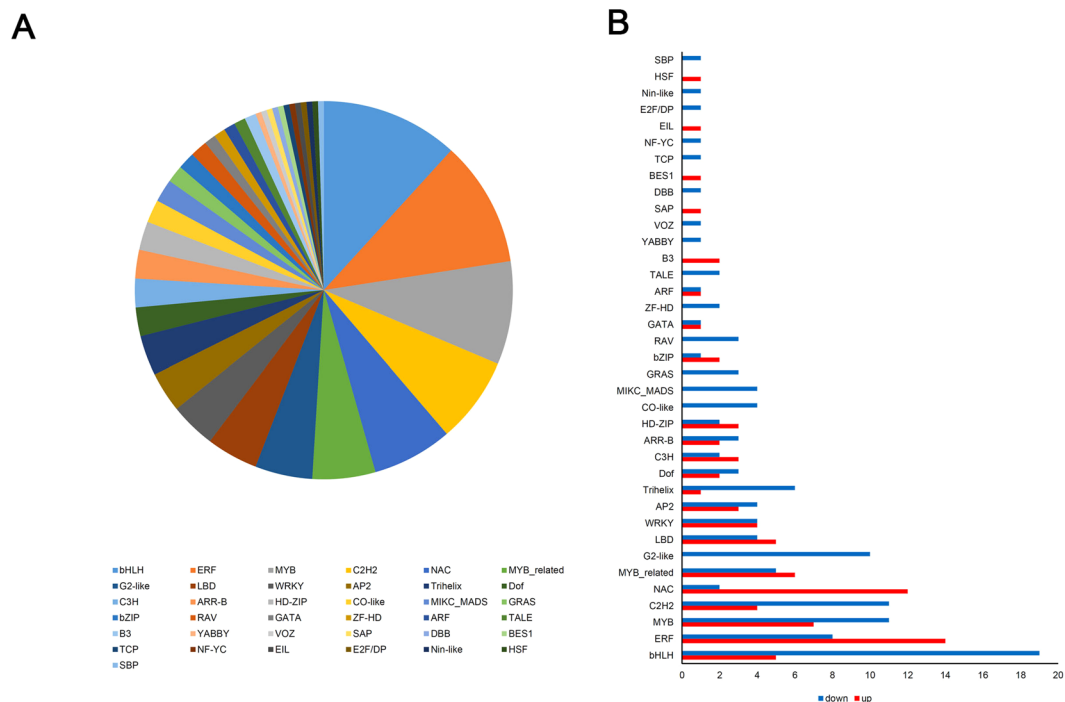 A
bHLH ERF MYB C2H2 NAC MYB_related
G2-like LBD WRKY AP2 Trihelix Dof
C3H ARR-B HD-ZIP CO-like MIKC_MADS GRAS
bZIP RAV GATA ZF-HD ARF TALE
B3 YABBY VOZ SAP DBB BES1
TCP NF-YC EIL E2F/DP Nin-like HSF
SBP
B
SBP
HSF
Nin-like
E2F/DP
EIL
NF-YC
TCP
BES1
DBB
SAP
VOZ
YABBY
B3
TALE
ARF
ZF-HD
GATA
RAV
bZIP
GRAS
MIKC_MADS
CO-like
HD-ZIP
ARR-B
C3H
Dof
Trihelix
AP2
WRKY
LBD
G2-like
MYB_related
NAC
C2H2
MYB
ERF
bHLH
0 2 4 6 8 10 12 14 16 18 20
down up